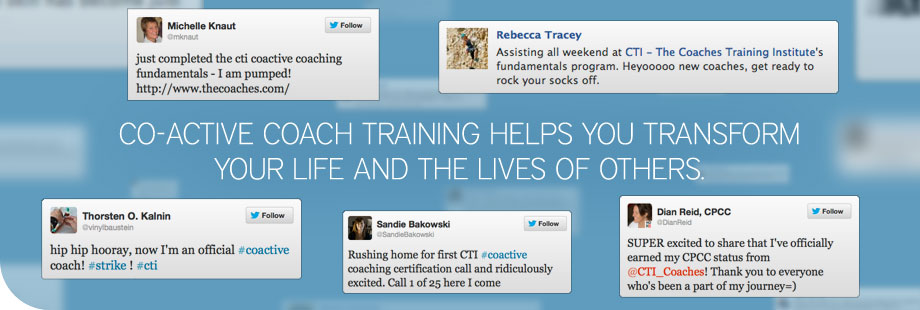 Michelle Knaut
@mknaut
Follow
just completed the cti coactive coaching
fundamentals - I am pumped!
http://www.thecoaches.com/
Rebecca Tracey
Assisting all weekend at CTI – The Coaches Training Institute's
fundamentals program. Heyoooooo new coaches, get ready to
rock your socks off.
CO-ACTIVE COACH TRAINING HELPS YOU TRANSFORM
YOUR LIFE AND THE LIVES OF OTHERS.
Thorsten O. Kalnin
@vinylbaustein
Follow
hip hip hooray, now I'm an official #coactive
coach! #strike ! #cti
Sandie Bakowski
@SandieBakowski
Follow
Rushing home for first CTI #coactive
coaching certification call and ridiculously
excited. Call 1 of 25 here I come
Dian Reid, CPCC
@DianReid
Follow
SUPER excited to share that I've officially
earned my CPCC status from
@CTI_Coaches! Thank you to everyone
who's been a part of my journey=)